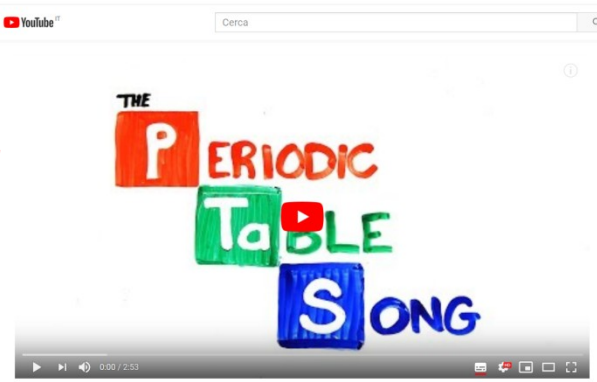 YouTube IT
Cerca
THE
PERIODIC
TaBLE
SONG
0:00 / 2:53